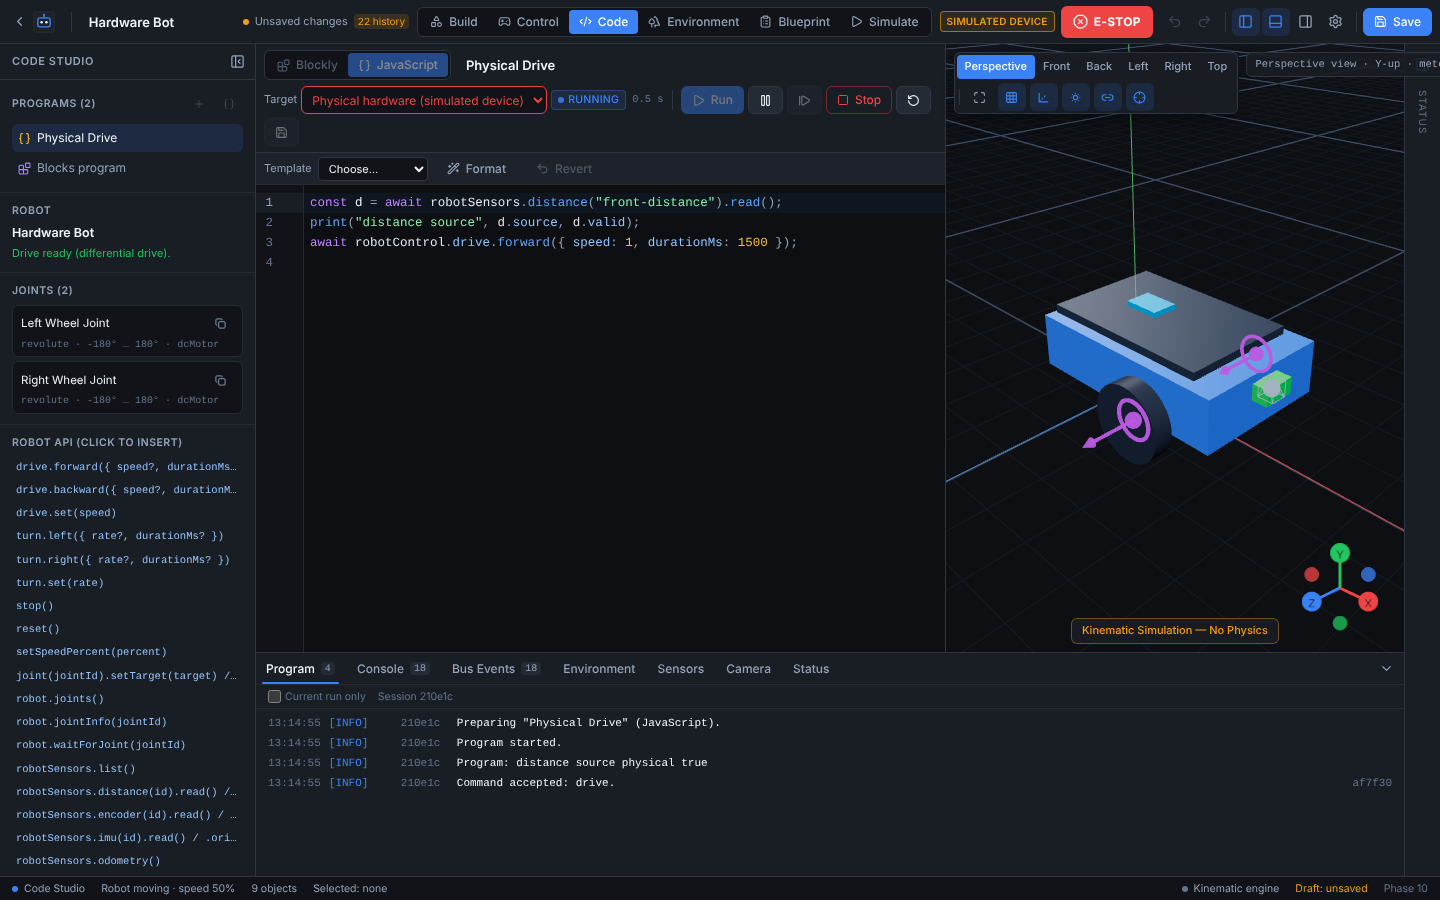 Hardware Bot
Unsaved changes
22 history
Build
Control
Code
Environment
Blueprint
Simulate
SIMULATED DEVICE
E-STOP
Save
CODE STUDIO
PROGRAMS (2)
{} Physical Drive
Blocks program
ROBOT
Hardware Bot
Drive ready (differential drive).
JOINTS (2)
Left Wheel Joint
revolute · -180° … 180° · dcMotor
Right Wheel Joint
revolute · -180° … 180° · dcMotor
ROBOT API (CLICK TO INSERT)
drive.forward({ speed?, durationMs…
drive.backward({ speed?, durationM…
drive.set(speed)
turn.left({ rate?, durationMs? })
turn.right({ rate?, durationMs? })
turn.set(rate)
stop()
reset()
setSpeedPercent(percent)
joint(jointId).setTarget(target) /…
robot.joints()
robot.jointInfo(jointId)
robot.waitForJoint(jointId)
robotSensors.list()
robotSensors.distance(id).read() /…
robotSensors.encoder(id).read() / …
robotSensors.imu(id).read() / .ori…
robotSensors.odometry()
Blockly
{} JavaScript
Physical Drive
Target
Physical hardware (simulated device)
RUNNING
0.5 s
Run
Stop
Template
Choose...
Format
Revert
1 const d = await robotSensors.distance("front-distance").read();
2 print("distance source", d.source, d.valid);
3 await robotControl.drive.forward({ speed: 1, durationMs: 1500 });
4
Perspective
Front
Back
Left
Right
Top
Perspective view · Y-up · mete
STATUS
Y
Z
X
Kinematic Simulation — No Physics
Program 4
Console 18
Bus Events 18
Environment
Sensors
Camera
Status
Current run only
Session 210e1c
13:14:55 [INFO] 210e1c Preparing "Physical Drive" (JavaScript).
13:14:55 [INFO] 210e1c Program started.
13:14:55 [INFO] 210e1c Program: distance source physical true
13:14:55 [INFO] 210e1c Command accepted: drive. af7f30
Code Studio
Robot moving · speed 50%
9 objects
Selected: none
Kinematic engine
Draft: unsaved
Phase 10